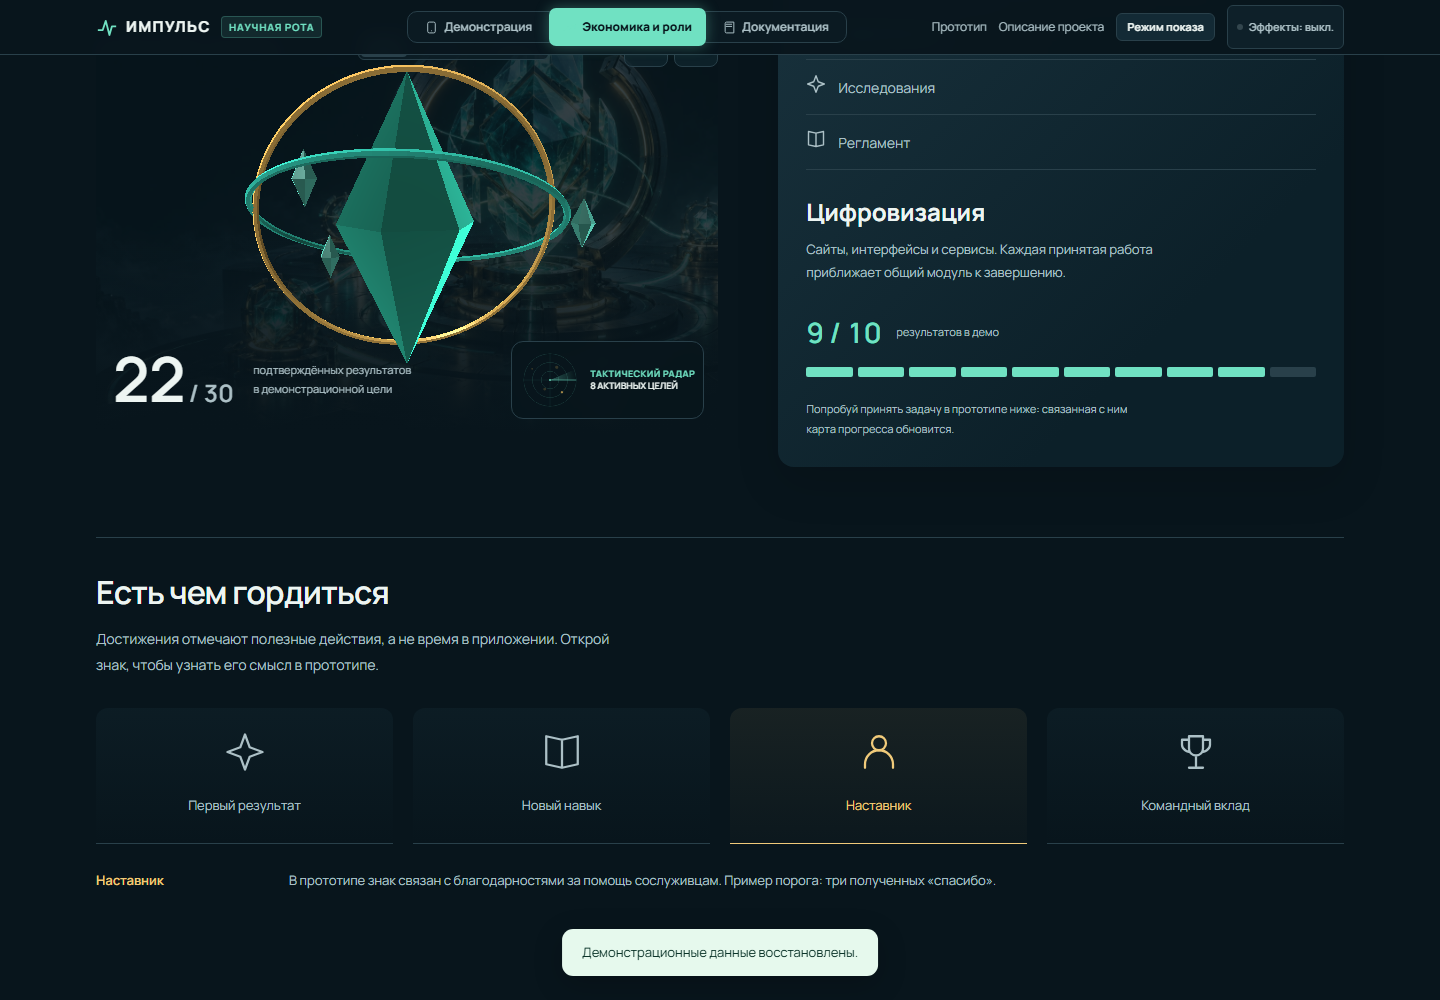 ИМПУЛЬС
НАУЧНАЯ РОТА
Демонстрация
Экономика и роли
Документация
Прототип
Описание проекта
Режим показа
Эффекты: выкл.
22 / 30
подтверждённых результатов
в демонстрационной цели
ТАКТИЧЕСКИЙ РАДАР
8 АКТИВНЫХ ЦЕЛЕЙ
Исследования
Регламент
Цифровизация
Сайты, интерфейсы и сервисы. Каждая принятая работа
приближает общий модуль к завершению.
9 / 10
результатов в демо
Попробуй принять задачу в прототипе ниже: связанная с ним
карта прогресса обновится.
Есть чем гордиться
Достижения отмечают полезные действия, а не время в приложении. Открой
знак, чтобы узнать его смысл в прототипе.
Первый результат
Новый навык
Наставник
Командный вклад
Наставник
В прототипе знак связан с благодарностями за помощь сослуживцам. Пример порога: три полученных «спасибо».
Демонстрационные данные восстановлены.